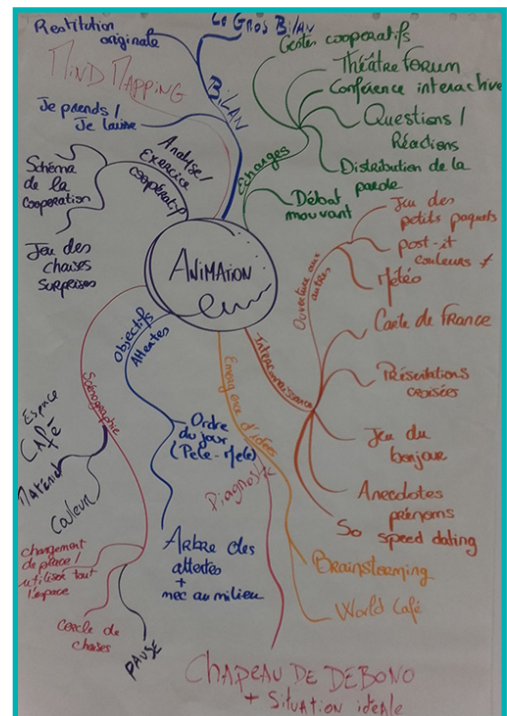 Restitution
originale
Le Gros Bilan
BiLAN
MiND MAPPING
Je prends /
Je laisse
Analyse/
Exercice
coopératif
Schéma
de la
Coopération
Jeu des
chaises
surprises
Gestes coopératifs
Théâtre Forum
Conférence interactive
Questions /
Réactions
Distribution de la
parole
Echanges
Débat
mouvant
ANiMATiON
Jeu des
petits paquets
post-it
couleurs
Météo
Ouverture aux
autres
Interconnaissance
Carte de France
Présentations
croisées
Jeu du
bonjour
Anecdotes
prénoms
So speed dating
Emergence d'idées
Brainstorming
World Café
Objectifs
Attentes
Ordre
du jour
(Pele-Mele)
Arbre des
attentes
+
mec au milieu
Diagnostic
CHAPEAU DE DEBONO
+ Situation idéale
Scénographie
Espace
CAFé
Materiel
Couleur
changement
de place /
utiliser tout
l'espace
Cercle de
chaises
PAUSE